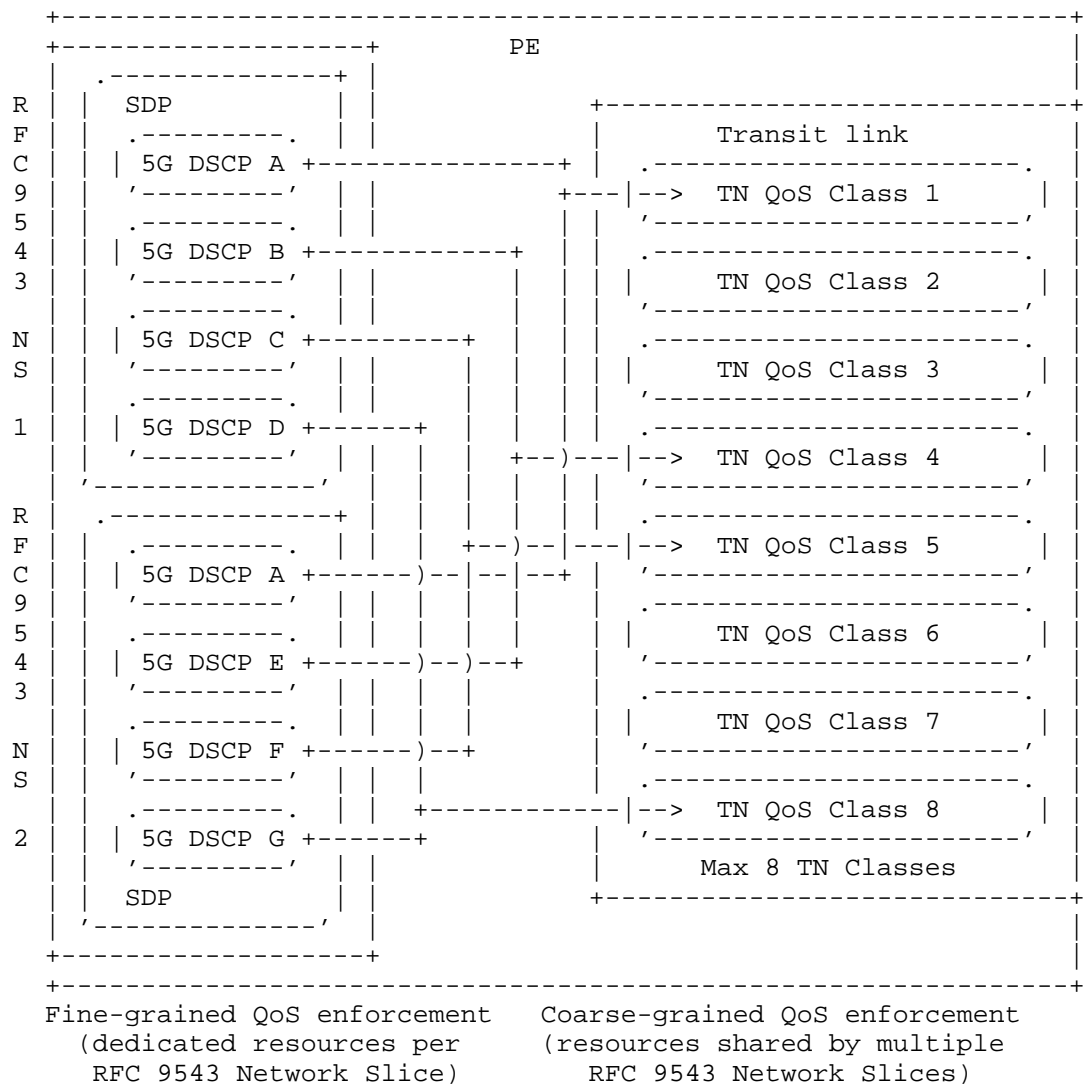 PE
RFC 9543 NS 1
SDP
5G DSCP A
5G DSCP B
5G DSCP C
5G DSCP D
RFC 9543 NS 2
5G DSCP A
5G DSCP E
5G DSCP F
5G DSCP G
SDP
Transit link
TN QoS Class 1
TN QoS Class 2
TN QoS Class 3
TN QoS Class 4
TN QoS Class 5
TN QoS Class 6
TN QoS Class 7
TN QoS Class 8
Max 8 TN Classes
Fine-grained QoS enforcement
(dedicated resources per
RFC 9543 Network Slice)
Coarse-grained QoS enforcement
(resources shared by multiple
RFC 9543 Network Slices)